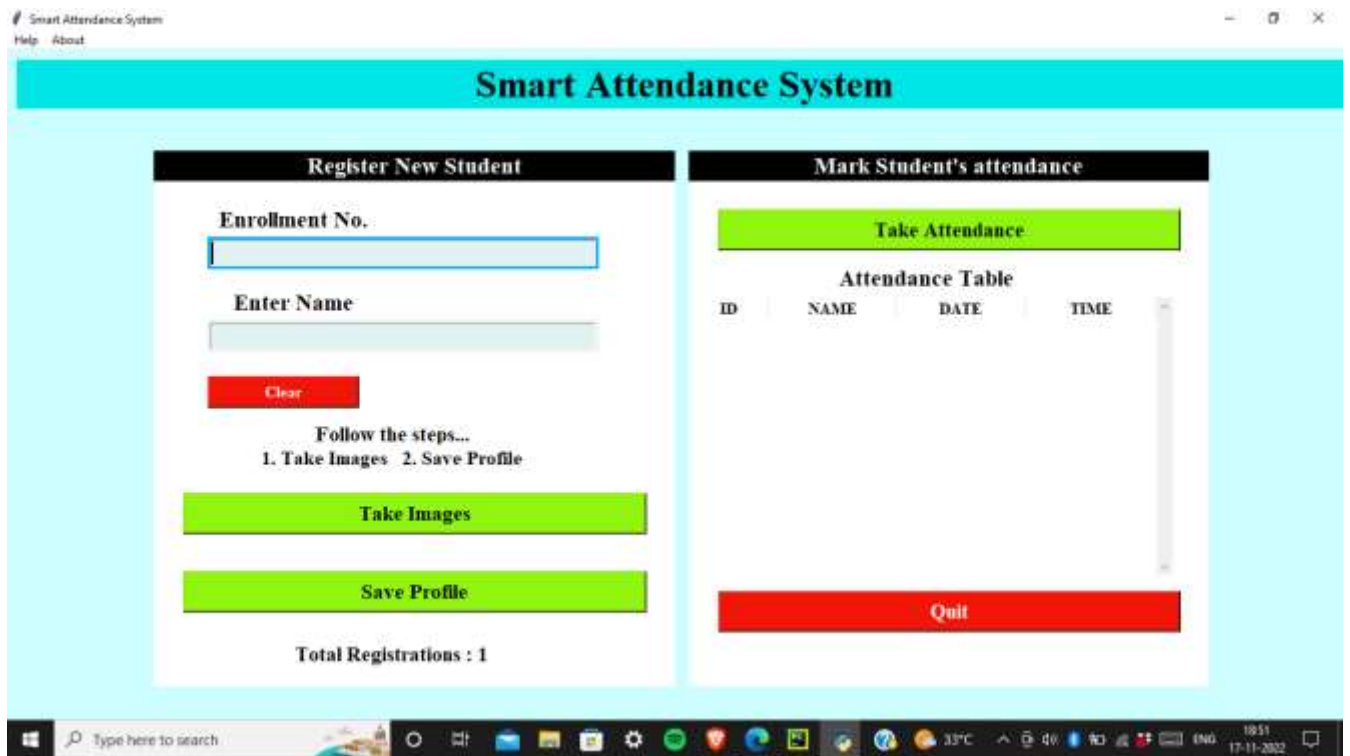 Smart Attendance System
Help About
Smart Attendance System
Register New Student
Enrollment No.
Enter Name
Clear
Follow the steps...
1. Take Images 2. Save Profile
Take Images
Save Profile
Total Registrations : 1
Mark Student's attendance
Take Attendance
Attendance Table
ID NAME DATE TIME
Quit
Type here to search
33°C ENG
18:51
17-11-2022